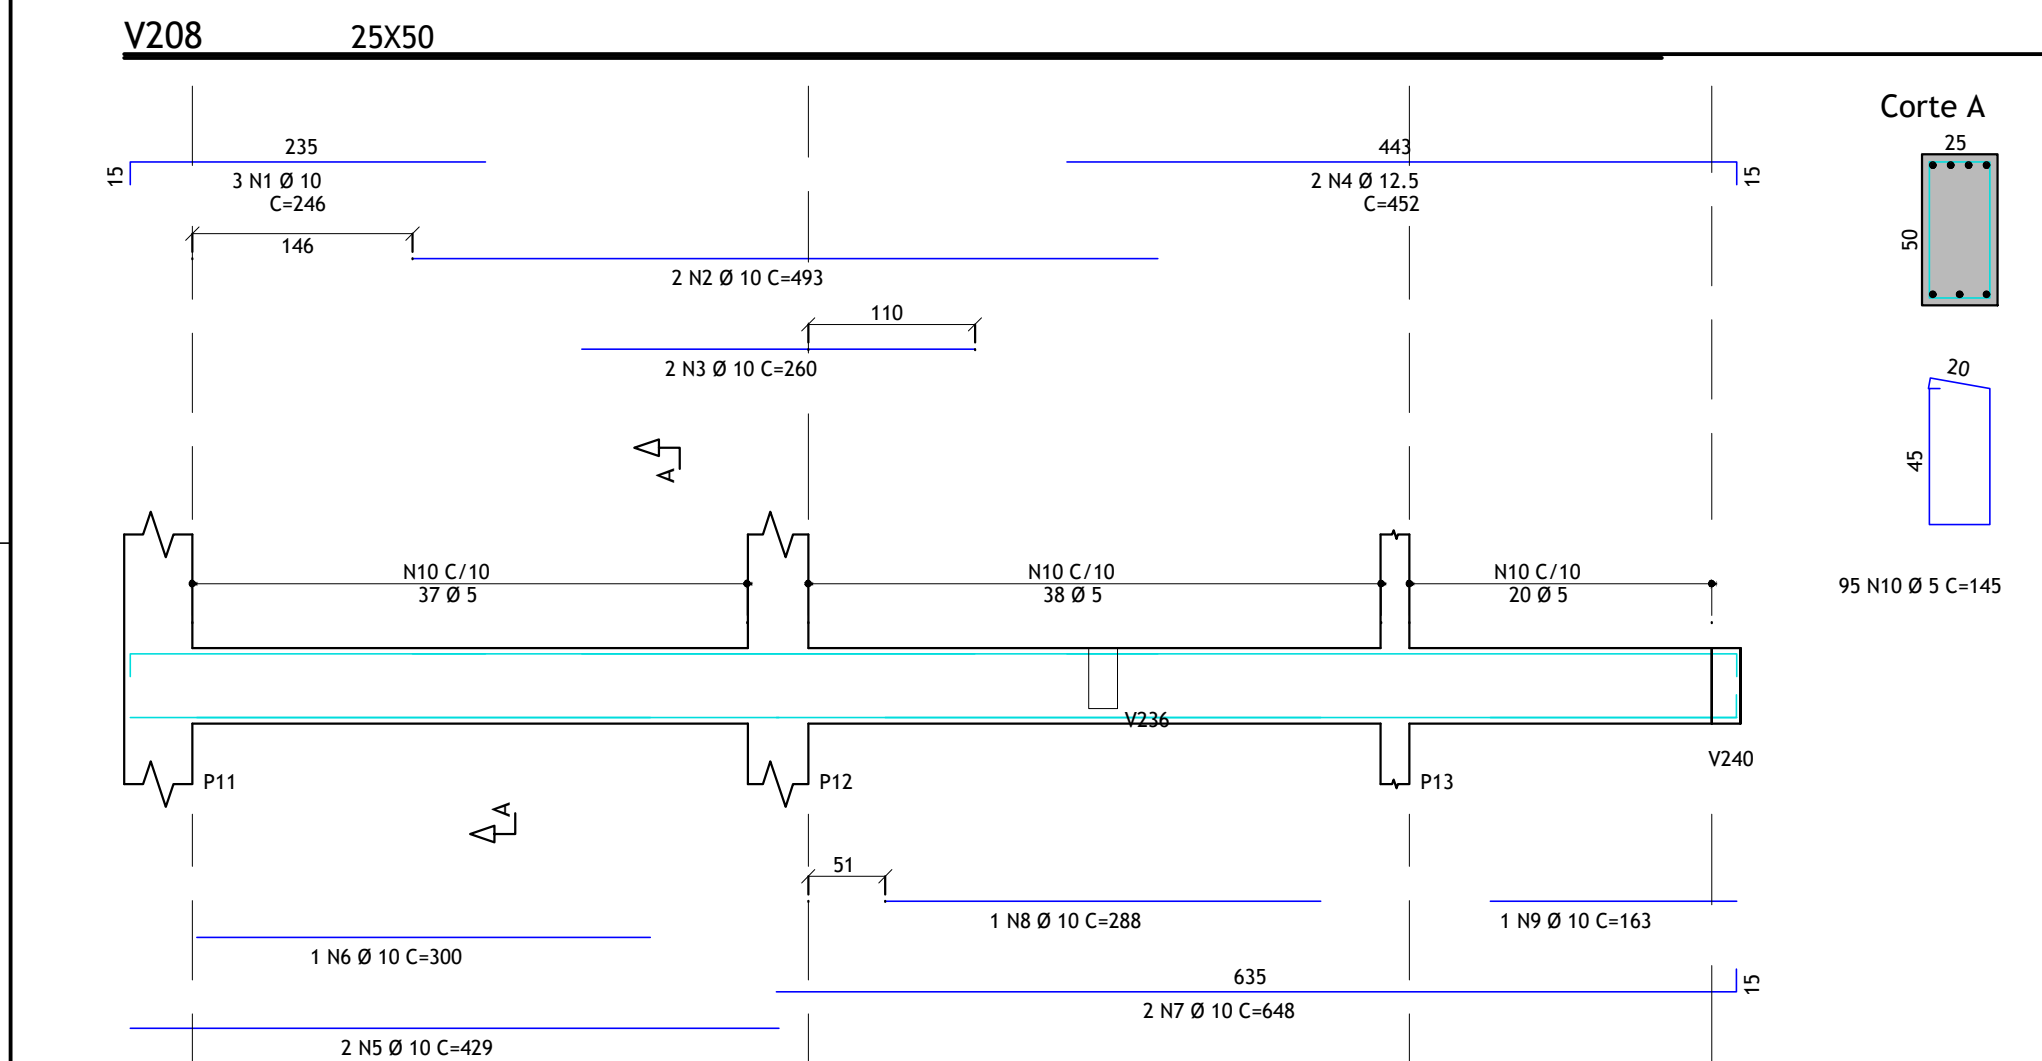 V208 25X50
Corte A
25
50
235
15
3 N1 Ø 10
C=246
443
15
2 N4 Ø 12.5
C=452
146
2 N2 Ø 10 C=493
110
2 N3 Ø 10 C=260
20
45
A
N10 C/10
37 Ø 5
N10 C/10
38 Ø 5
N10 C/10
20 Ø 5
95 N10 Ø 5 C=145
V236
V240
P11
P12
P13
A
51
1 N8 Ø 10 C=288
1 N9 Ø 10 C=163
1 N6 Ø 10 C=300
635
15
2 N7 Ø 10 C=648
2 N5 Ø 10 C=429